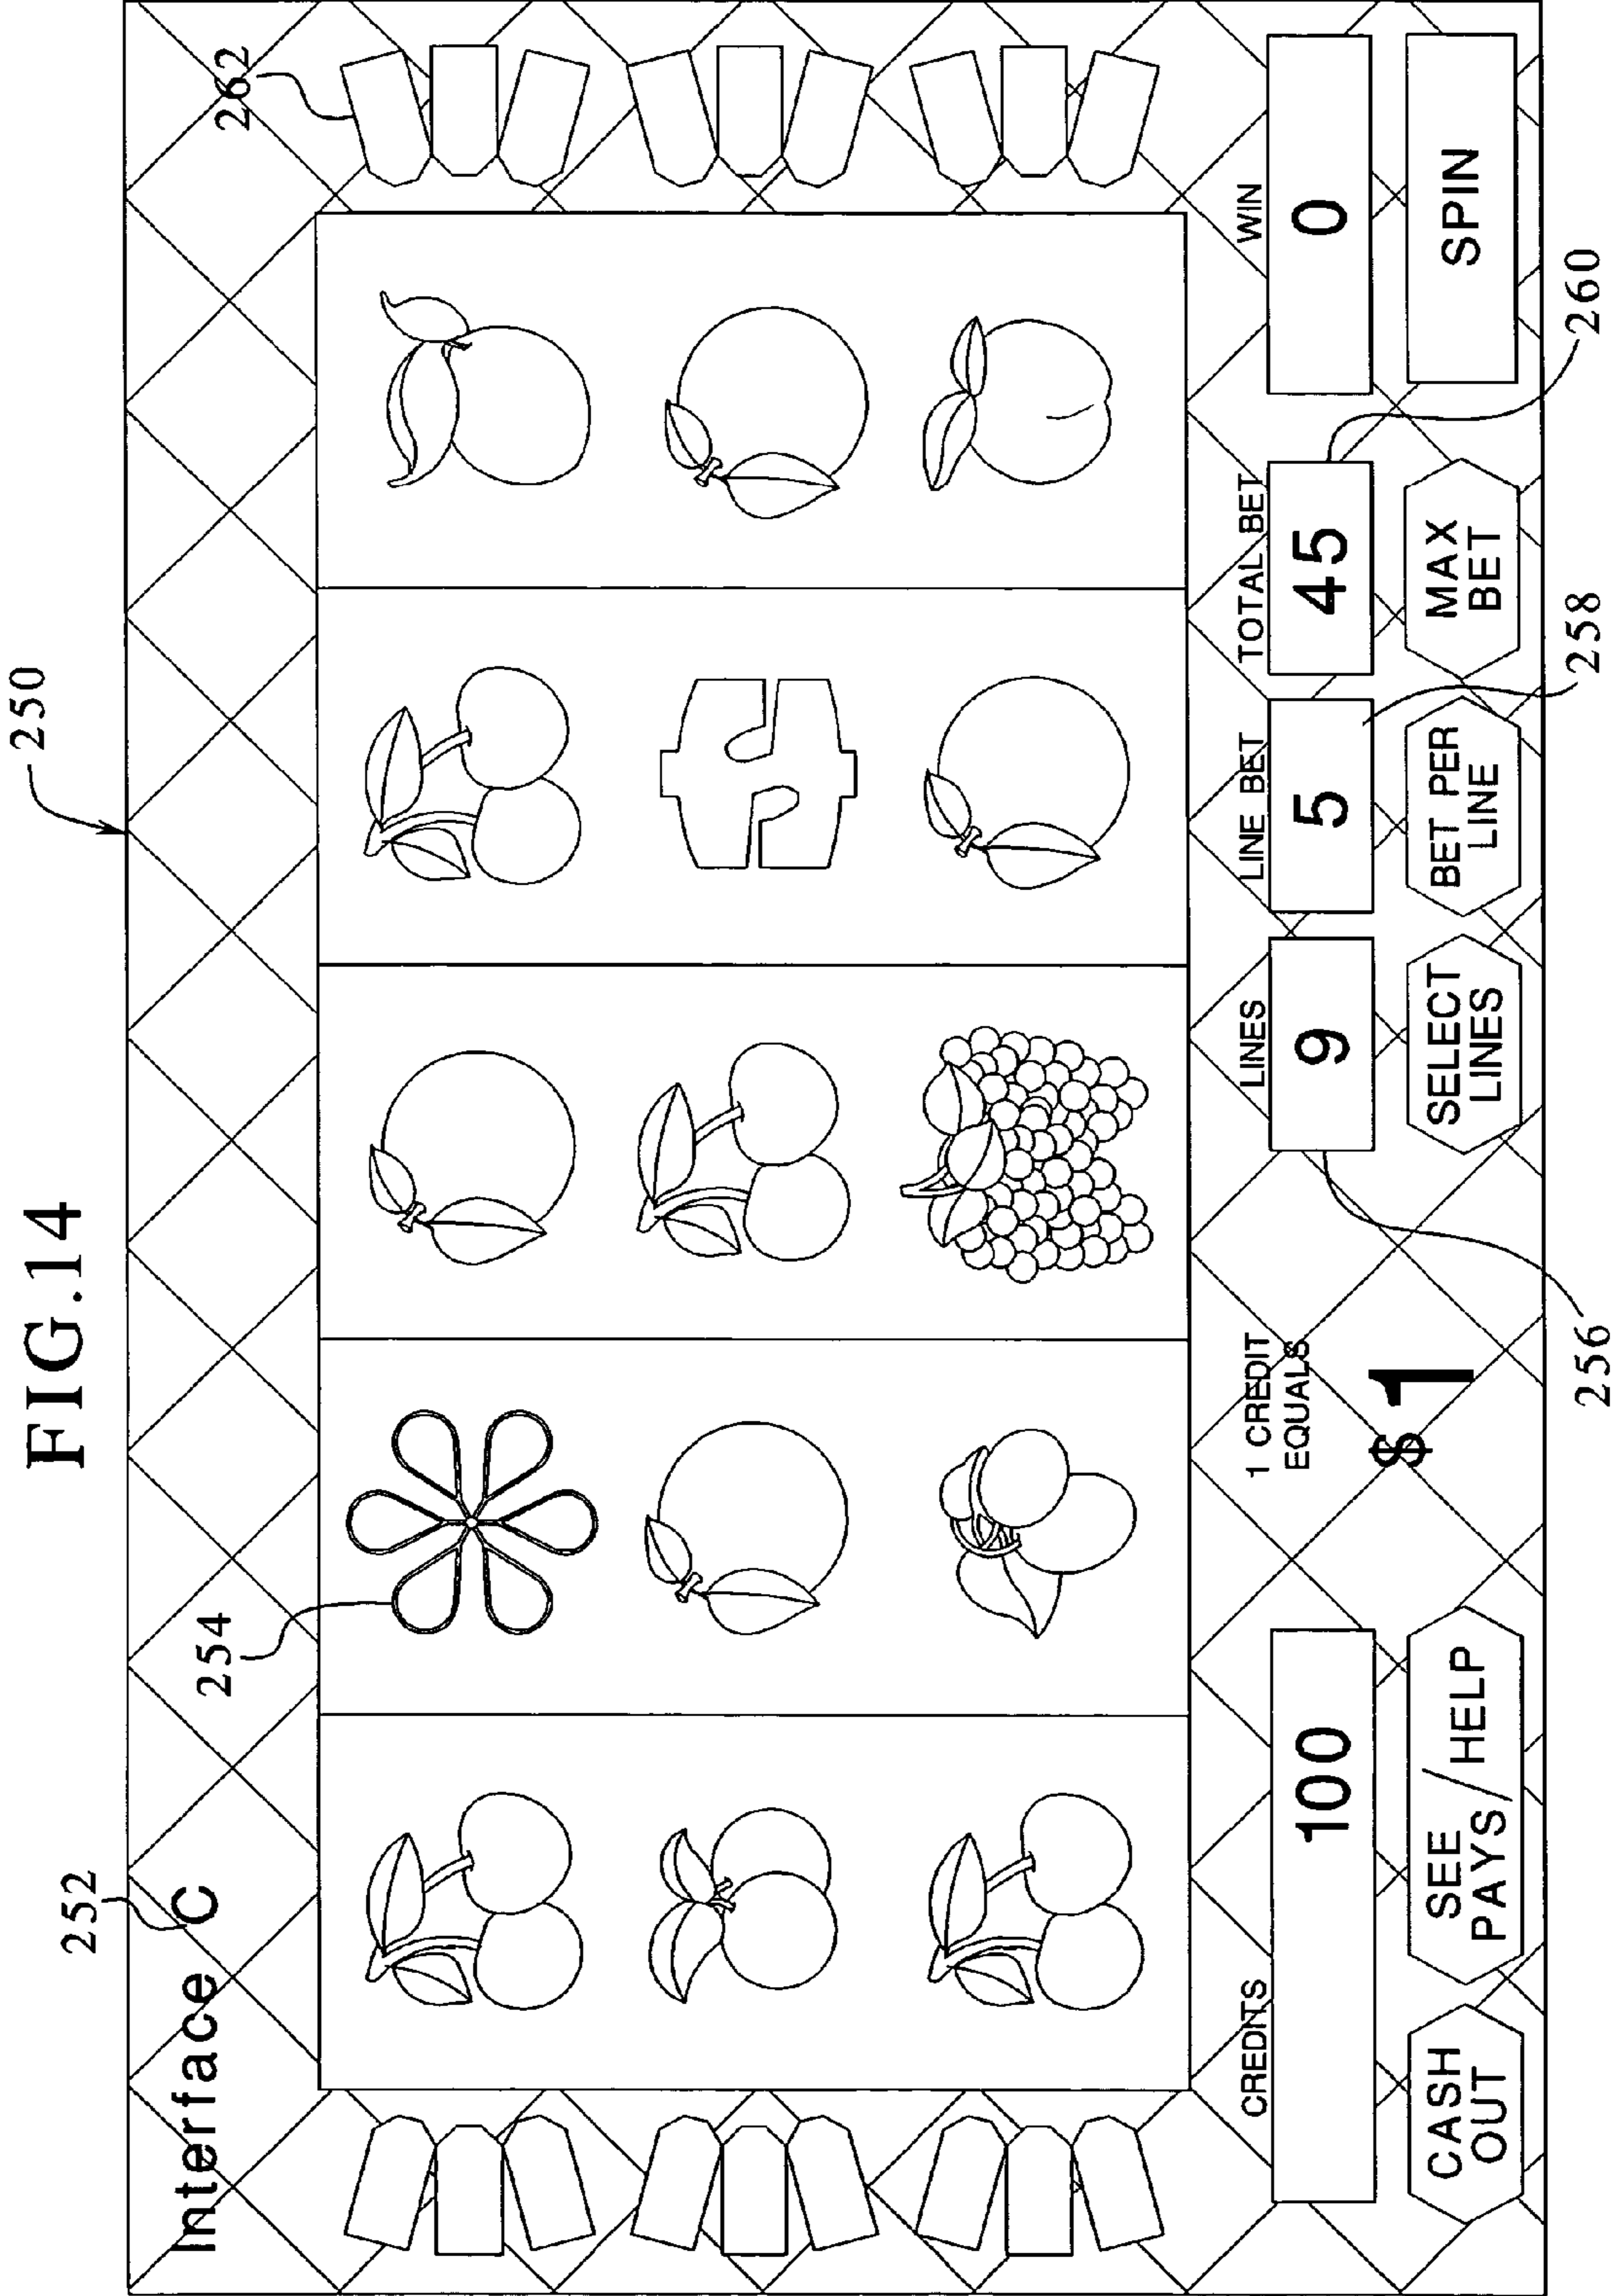 FIG.14
250
252
Interface C
254
262
CREDITS
100
1 CREDIT
EQUALS
$1
LINES
9
LINE BET
5
TOTAL BET
45
WIN
0
CASH
OUT
SEE
PAYS/HELP
SELECT
LINES
BET PER
LINE
MAX
BET
SPIN
256
258
260